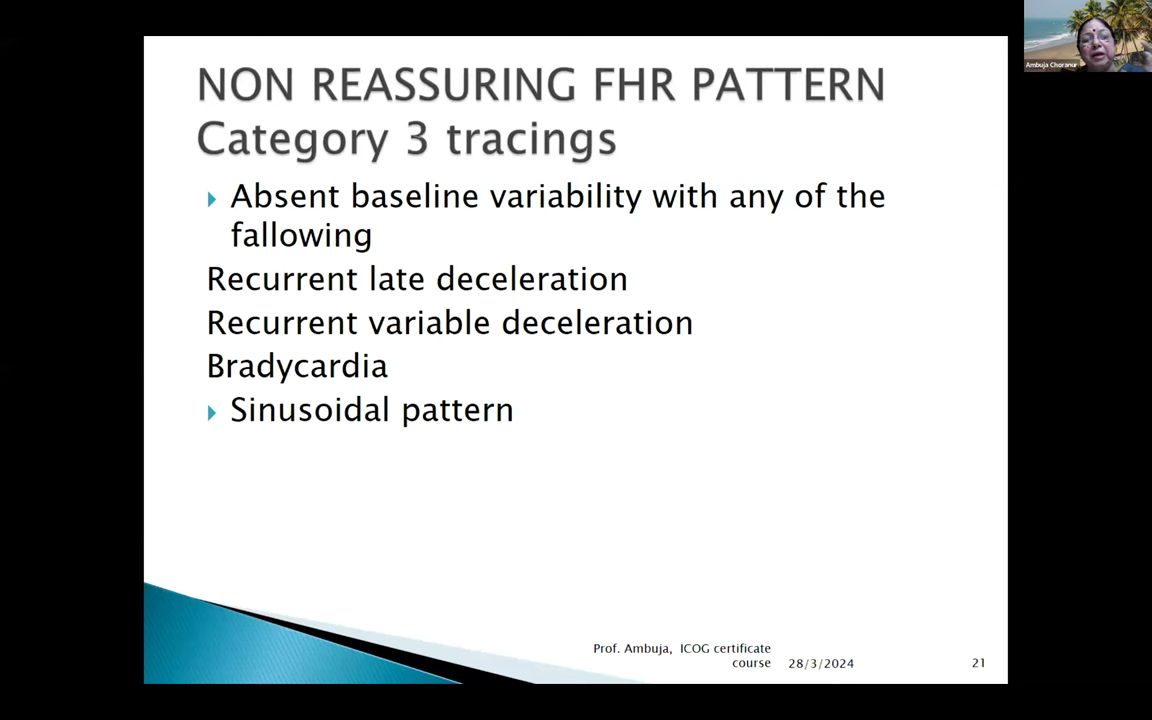 NON REASSURING FHR PATTERN
Category 3 tracings
Absent baseline variability with any of the
fallowing
Recurrent late deceleration
Recurrent variable deceleration
Bradycardia
Sinusoidal pattern
Prof. Ambuja, ICOG certificate
course
28/3/2024
21
Ambuja Choranur